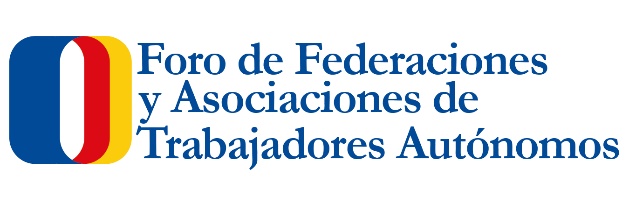 Foro de Federaciones
y Asociaciones de
Trabajadores Autónomos